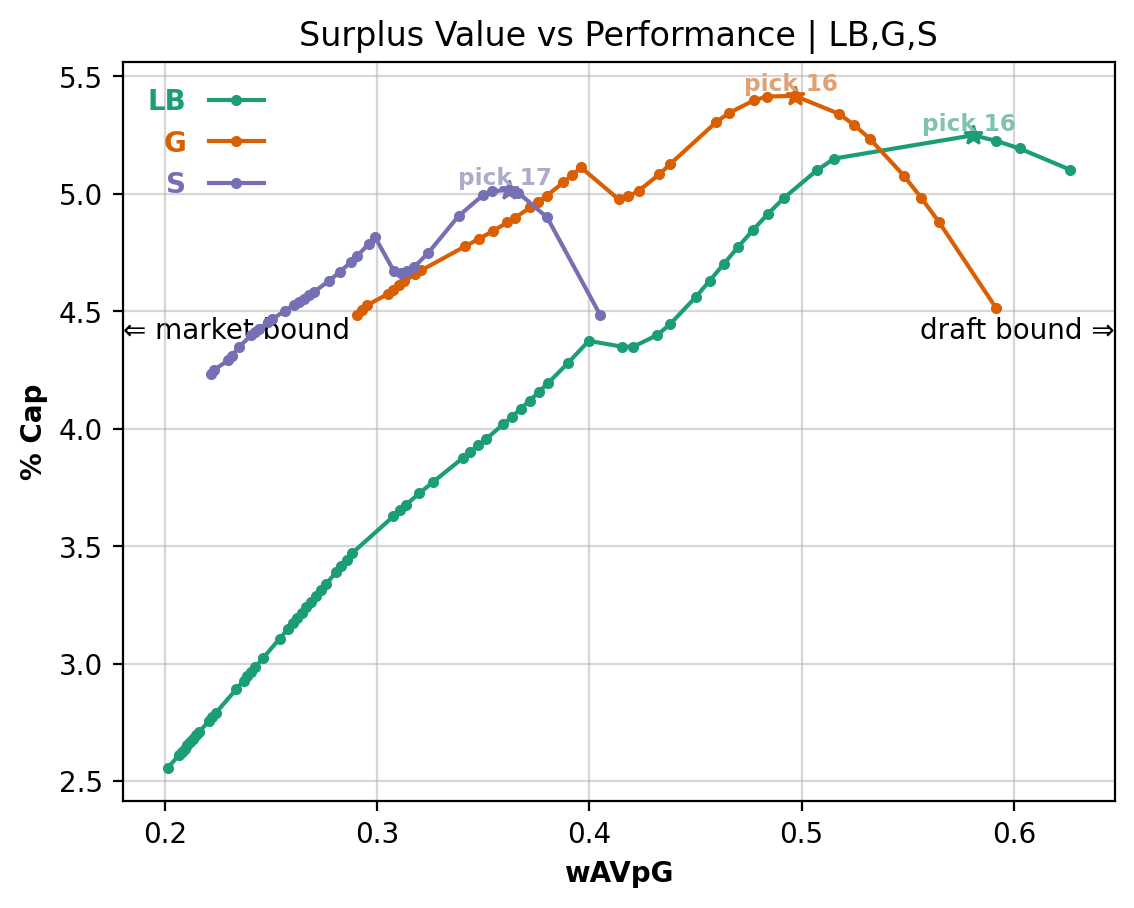 Surplus Value vs Performance | LB,G,S
LB
G
S
pick 16
pick 16
pick 17
⇐ market bound
draft bound ⇒
% Cap
5.5
5.0
4.5
4.0
3.5
3.0
2.5
0.2
0.3
0.4
0.5
0.6
wAVpG